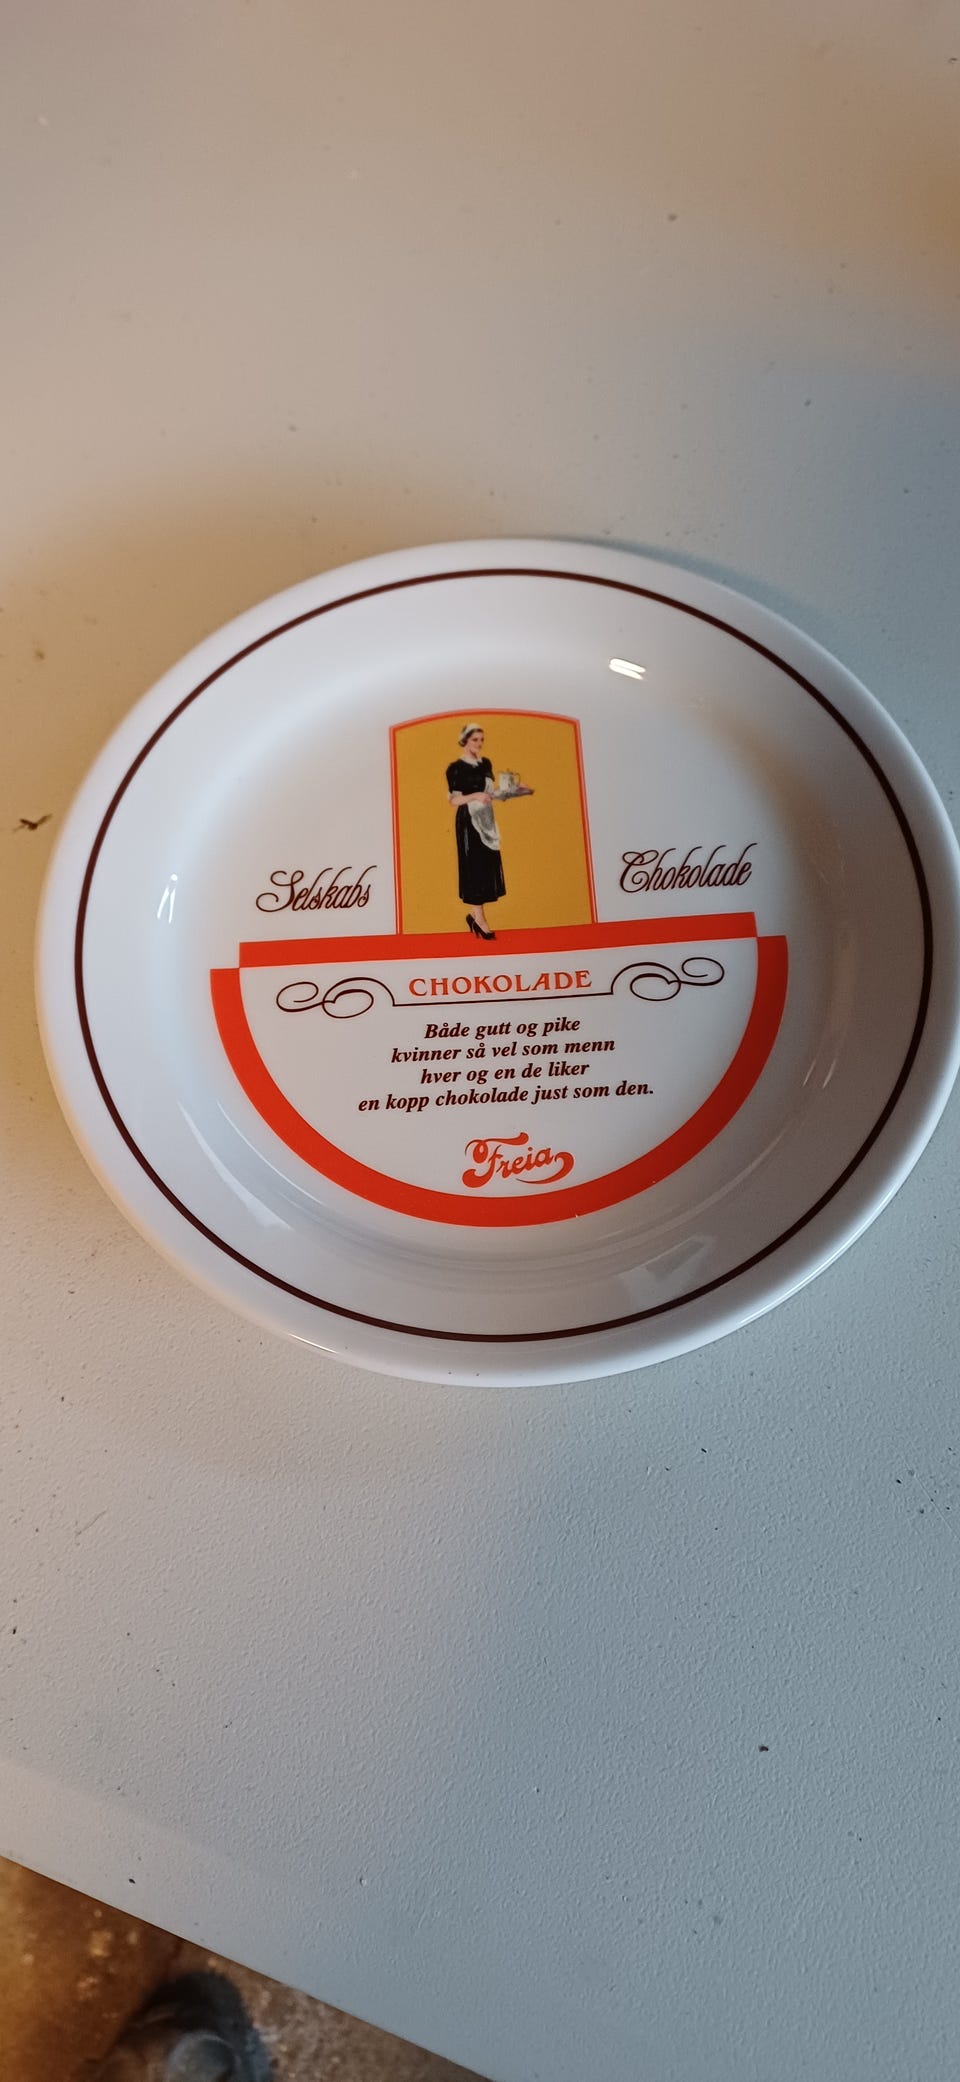 Selskabs Chokolade
CHOKOLADE
Både gutt og pike
kvinner så vel som menn
hver og en de liker
en kopp chokolade just som den.
Freia